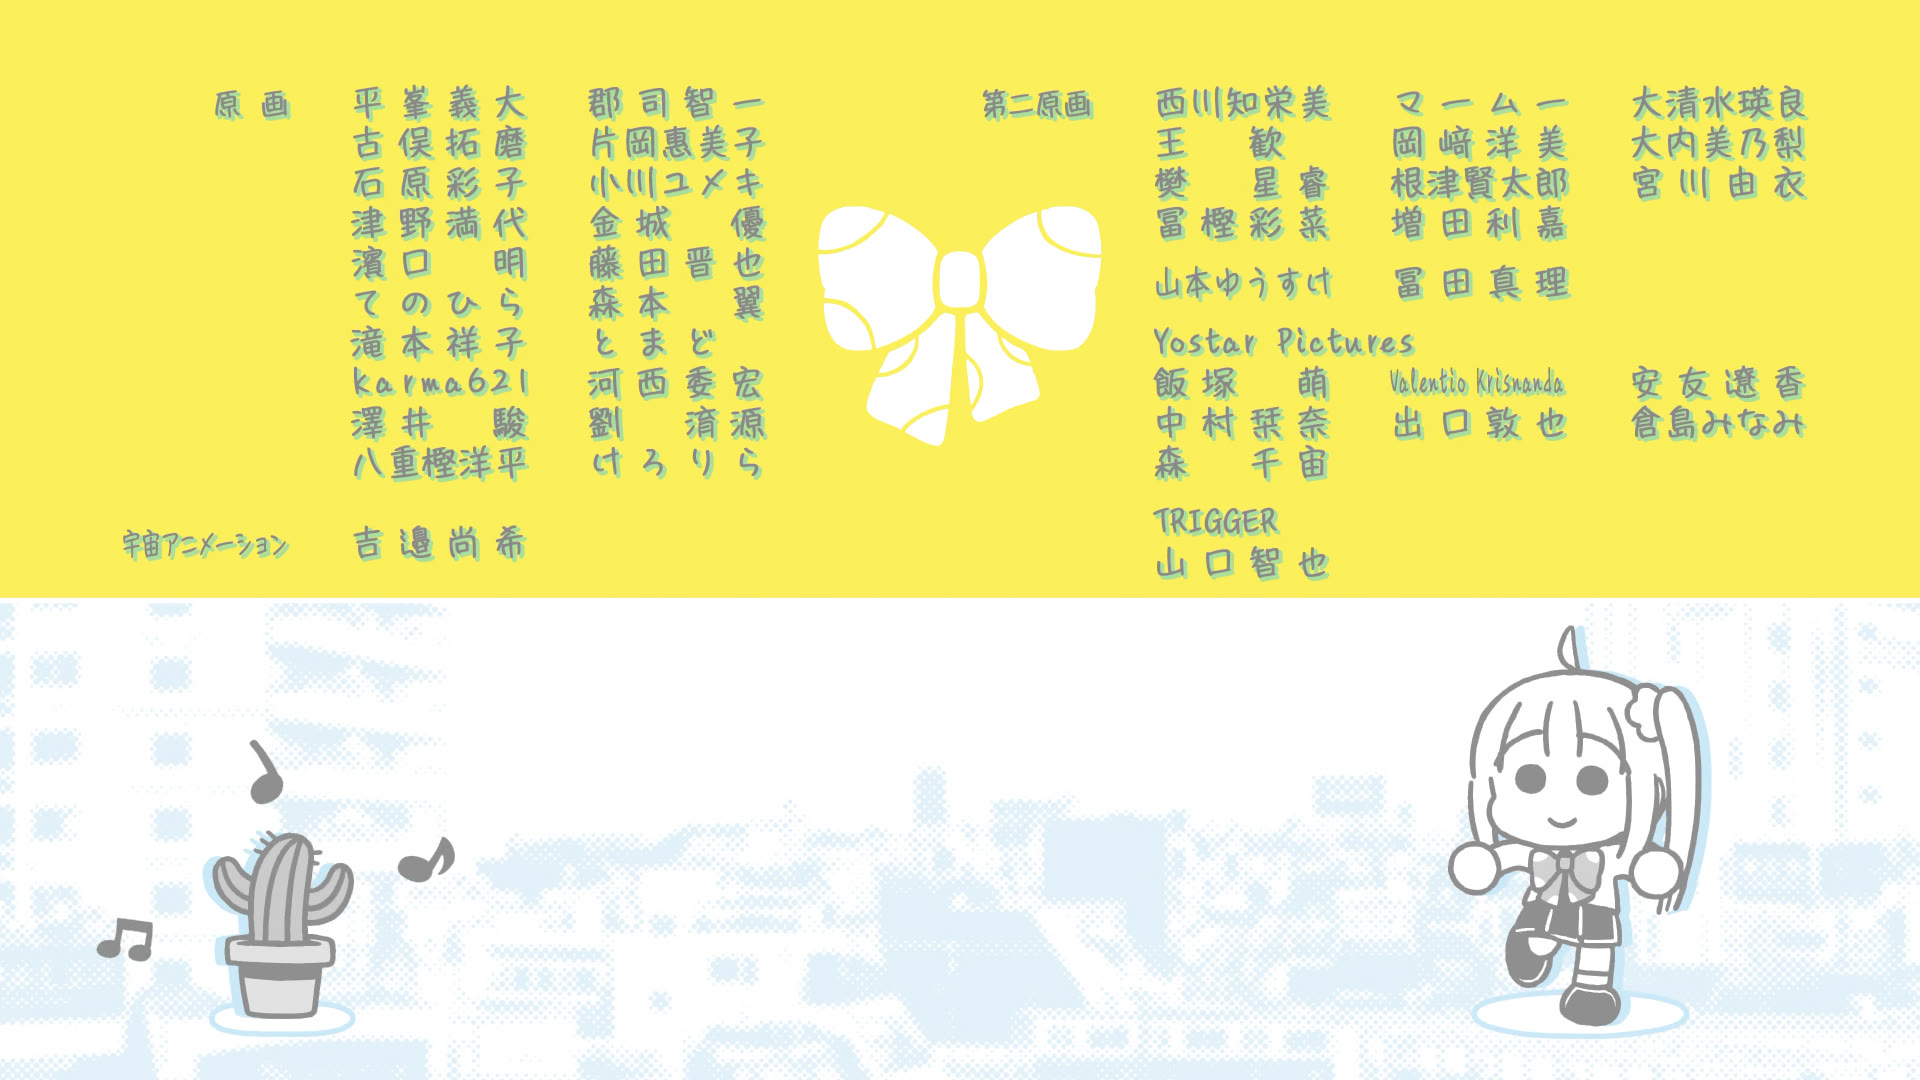 原画 平峯義大 郡司智一
古俣拓磨 片岡恵美子
石原彩子 小川ユメキ
津野満代 金城優
濱口明 藤田晋也
てのひら 森本翼
滝本祥子 とまど
karma621 河西委宏
澤井駿 劉淯源
八重樫洋平 けろりら
宇宙アニメーション 吉邉尚希
第二原画 西川知栄美 マームー 大清水瑛良
王歓 岡﨑洋美 大内美乃梨
樊星睿 根津賢太郎 宮川由衣
冨樫彩菜 増田利嘉
山本ゆうすけ 冨田真理
Yostar Pictures
飯塚萌 Valentio Krisnanda 安友遼香
中村栞奈 出口敦也 倉島みなみ
森千宙
TRIGGER
山口智也